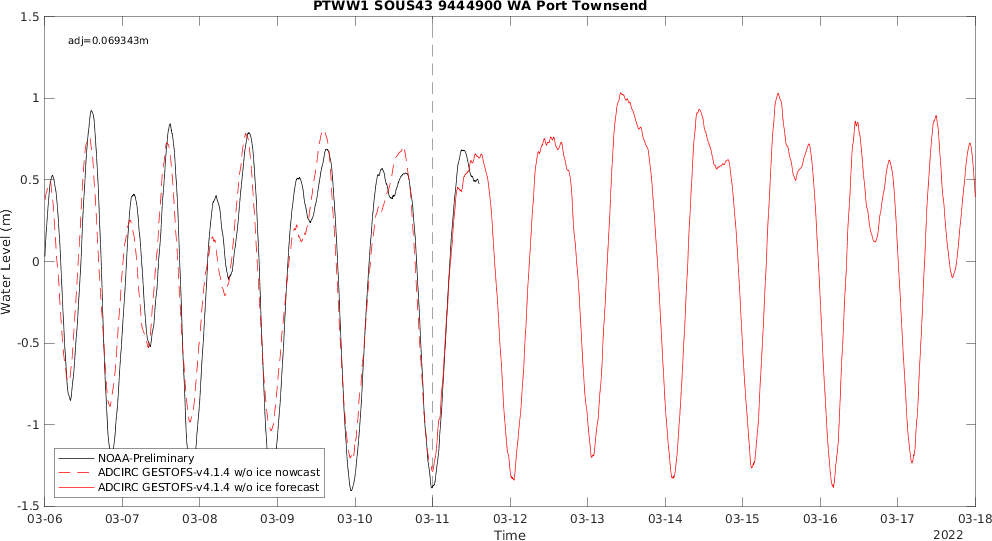 PTWW1 SOUS43 9444900 WA Port Townsend
adj=0.069343m
1.5
1
0.5
0
-0.5
-1
-1.5
Water Level (m)
NOAA-Preliminary
ADCIRC GESTOFS-v4.1.4 w/o ice nowcast
ADCIRC GESTOFS-v4.1.4 w/o ice forecast
03-06 03-07 03-08 03-09 03-10 03-11 03-12 03-13 03-14 03-15 03-16 03-17 03-18
Time
2022